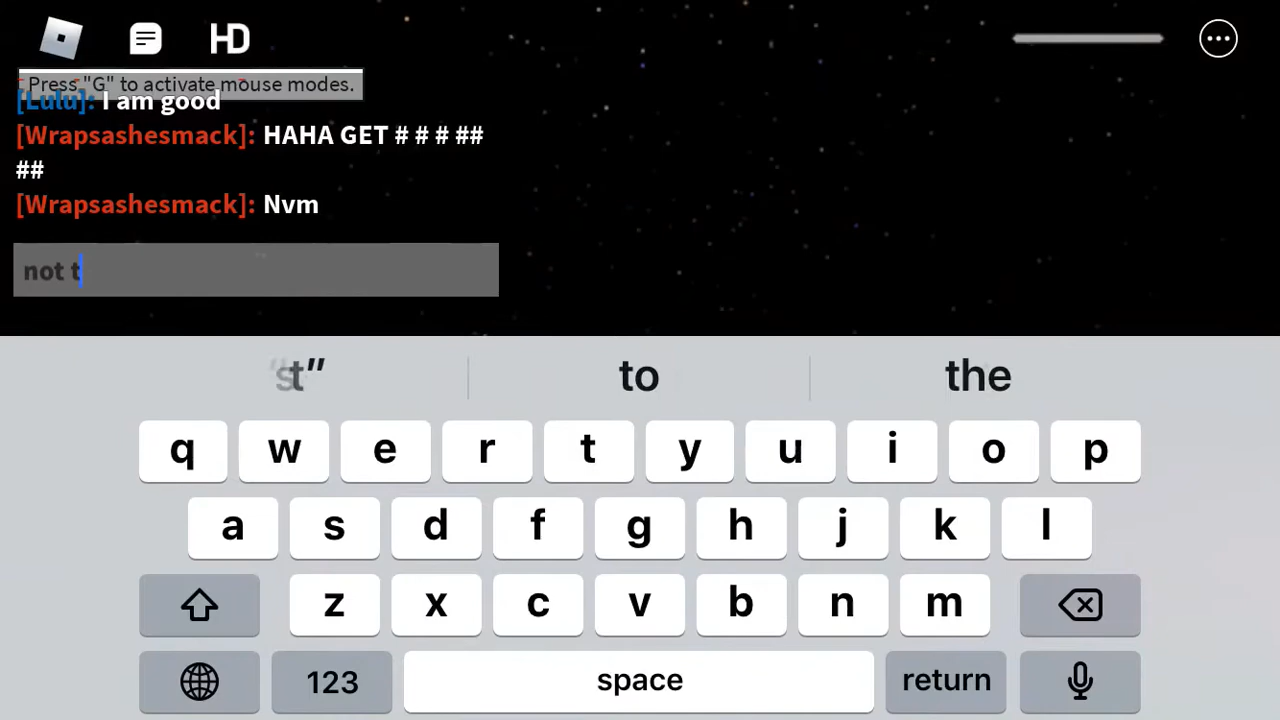 HD
Press "G" to activate mouse modes.
[Lulu]: I am good
[Wrapsashesmack]: HAHA GET # # # ##
##
[Wrapsashesmack]: Nvm
not t
to the
q w e r t y u i o p
a s d f g h j k l
z x c v b n m
123 space return